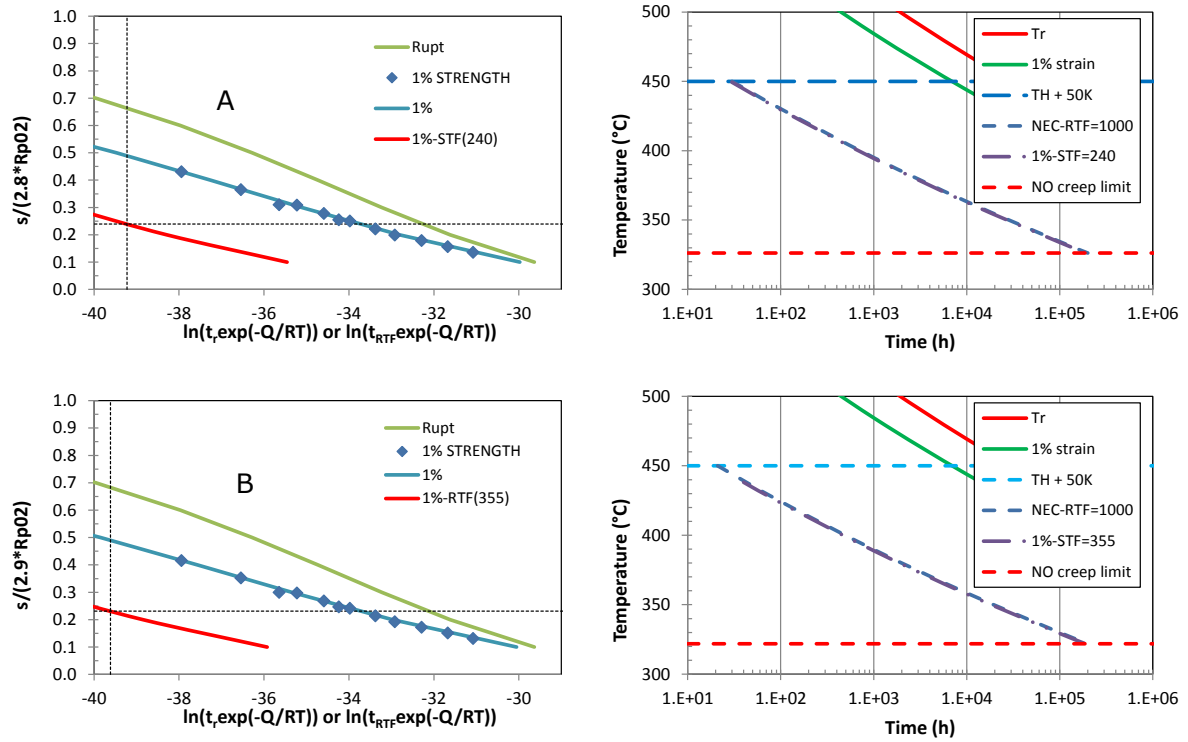 s/(2.8*Rp02)
1.0
0.9
0.8
0.7
0.6
0.5
0.4
0.3
0.2
0.1
0.0
A
Rupt
1% STRENGTH
1%
1%-STF(240)
-40
-38
-36
-34
-32
-30
ln(trexp(-Q/RT)) or ln(tRTFexp(-Q/RT))
Temperature (°C)
500
450
400
350
300
Tr
1% strain
TH + 50K
NEC-RTF=1000
1%-STF=240
NO creep limit
1.E+01
1.E+02
1.E+03
1.E+04
1.E+05
1.E+06
Time (h)
s/(2.9*Rp02)
1.0
0.9
0.8
0.7
0.6
0.5
0.4
0.3
0.2
0.1
0.0
B
Rupt
1% STRENGTH
1%
1%-RTF(355)
-40
-38
-36
-34
-32
-30
ln(trexp(-Q/RT)) or ln(tRTFexp(-Q/RT))
Temperature (°C)
500
450
400
350
300
Tr
1% strain
TH + 50K
NEC-RTF=1000
1%-STF=355
NO creep limit
1.E+01
1.E+02
1.E+03
1.E+04
1.E+05
1.E+06
Time (h)